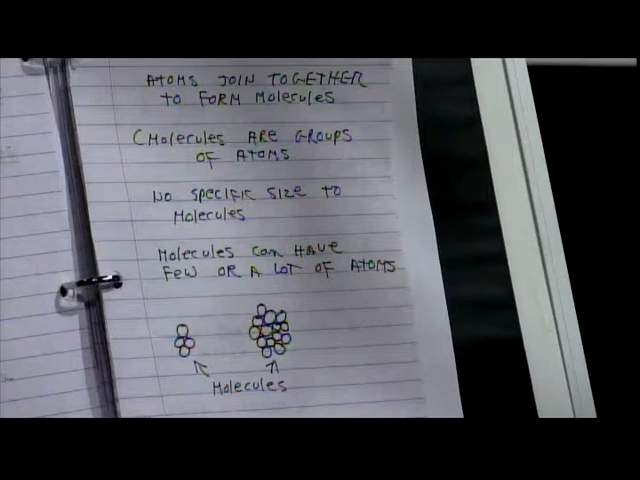 ATOMS JOIN TOGETHER
TO FORM MOLECULES
(MOLECULES ARE GROUPS
OF ATOMS
NO SPECIFIC SIZE TO
MOLECULES
MOLECULES CAN HAVE
FEW OR A LOT OF ATOMS
MOLECULES